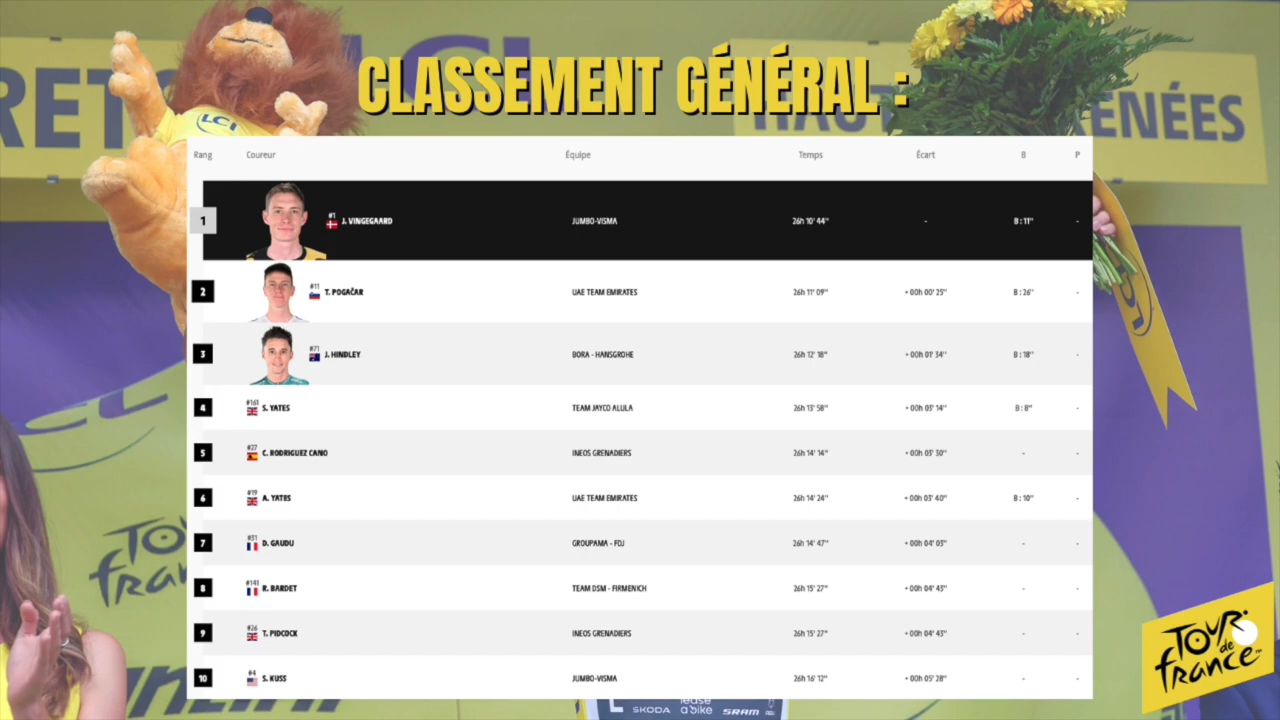 CLASSEMENT GÉNÉRAL :
Rang Coureur Équipe Temps Écart B P
1 #1 J. VINGEGAARD JUMBO-VISMA 26h 10' 44'' - B : 11'' -
2 #11 T. POGAČAR UAE TEAM EMIRATES 26h 11' 09'' + 00h 00' 25'' B : 26'' -
3 #71 J. HINDLEY BORA - HANSGROHE 26h 12' 18'' + 00h 01' 34'' B : 18'' -
4 #161 S. YATES TEAM JAYCO ALULA 26h 13' 58'' + 00h 03' 14'' B : 8'' -
5 #27 C. RODRIGUEZ CANO INEOS GRENADIERS 26h 14' 14'' + 00h 03' 30'' - -
6 #19 A. YATES UAE TEAM EMIRATES 26h 14' 24'' + 00h 03' 40'' B : 10'' -
7 #31 D. GAUDU GROUPAMA - FDJ 26h 14' 47'' + 00h 04' 03'' - -
8 #141 R. BARDET TEAM DSM - FIRMENICH 26h 15' 27'' + 00h 04' 43'' - -
9 #26 T. PIDCOCK INEOS GRENADIERS 26h 15' 27'' + 00h 04' 43'' - -
10 #4 S. KUSS JUMBO-VISMA 26h 16' 12'' + 00h 05' 28'' - -
LCL
LCL
TOUR
de
france
ŠKODA
lease a bike
SRAM